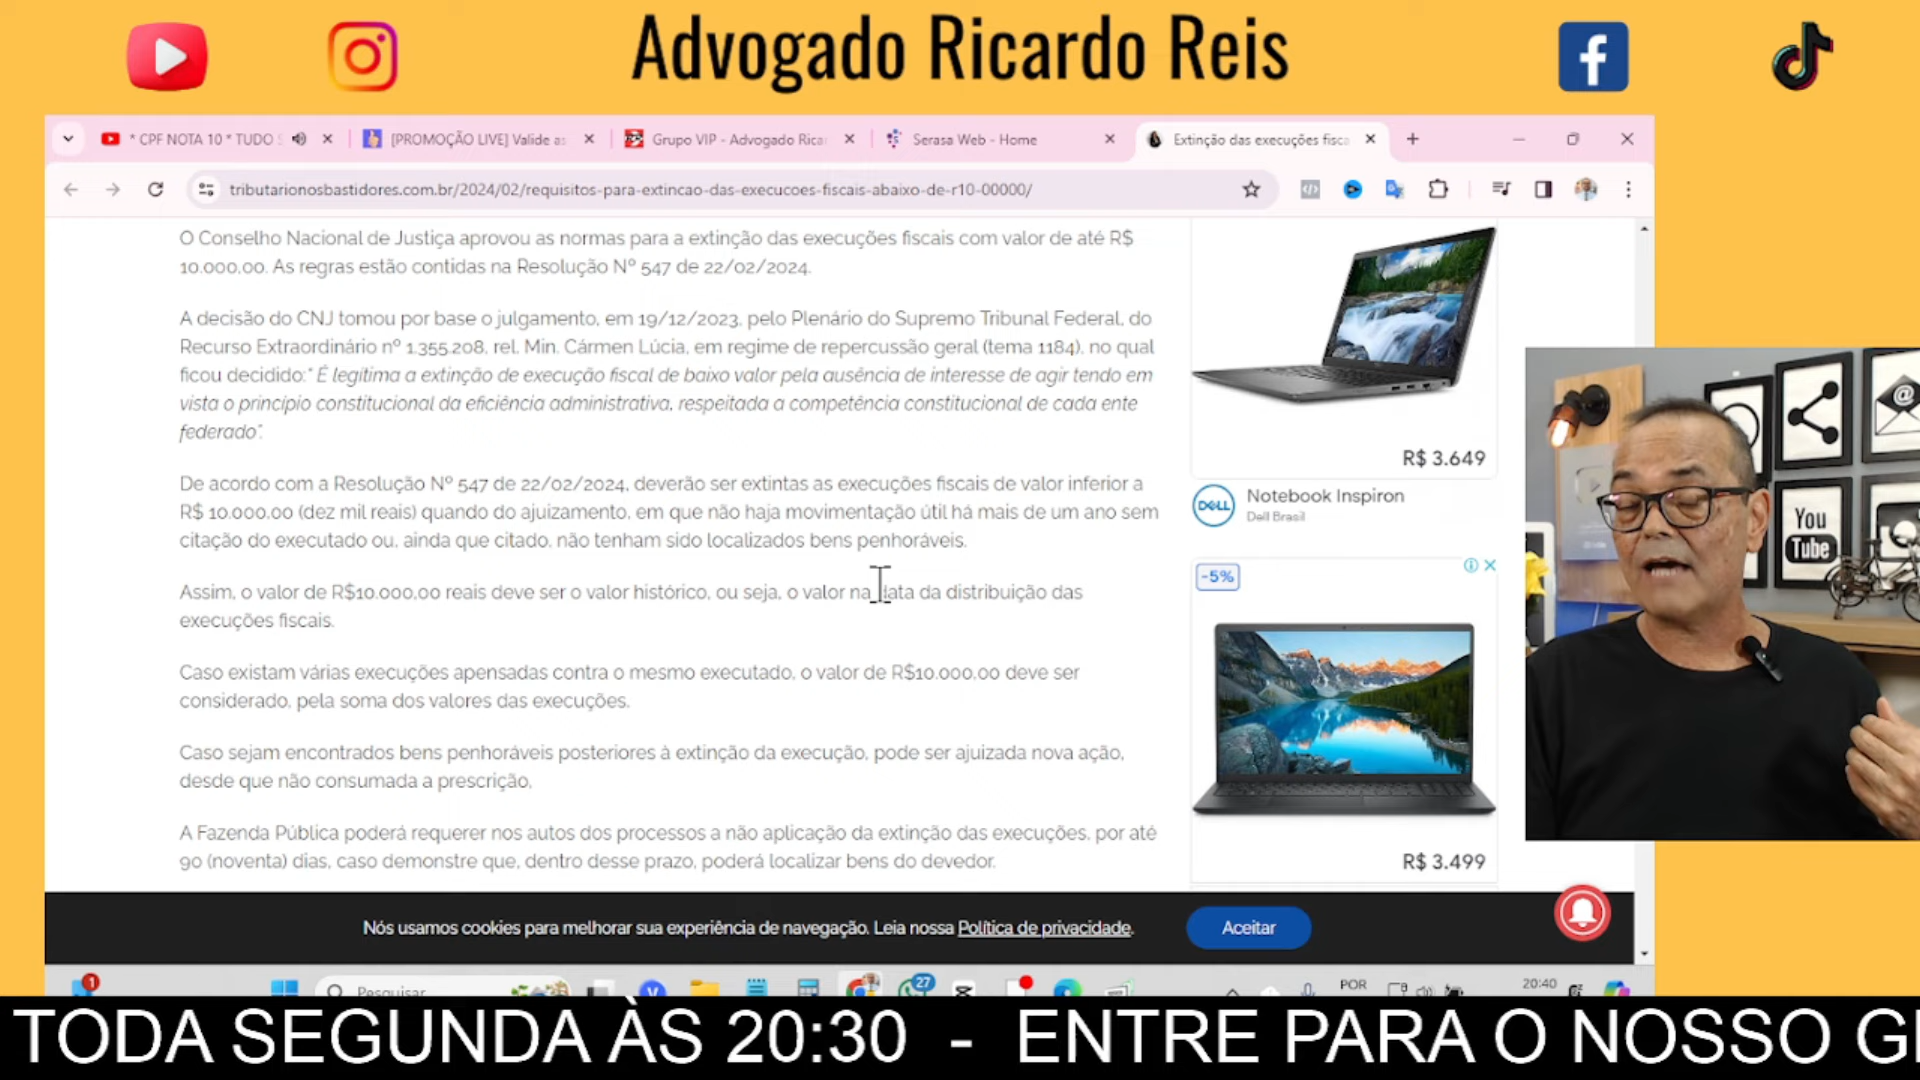 Advogado Ricardo Reis
* CPF NOTA 10 * TUDO
[PROMOÇÃO LIVE] Valide as
Grupo VIP - Advogado Rica
Serasa Web - Home
Extinção das execuções fisca
tributarionosbastidores.com.br/2024/02/requisitos-para-extincao-das-execucoes-fiscais-abaixo-de-r10-00000/
O Conselho Nacional de Justiça aprovou as normas para a extinção das execuções fiscais com valor de até R$
10.000,00. As regras estão contidas na Resolução Nº 547 de 22/02/2024.
A decisão do CNJ tomou por base o julgamento, em 19/12/2023, pelo Plenário do Supremo Tribunal Federal, do
Recurso Extraordinário nº 1.355.208, rel. Min. Cármen Lúcia, em regime de repercussão geral (tema 1184), no qual
ficou decidido:" É legítima a extinção de execução fiscal de baixo valor pela ausência de interesse de agir tendo em
vista o princípio constitucional da eficiência administrativa, respeitada a competência constitucional de cada ente
federado".
De acordo com a Resolução Nº 547 de 22/02/2024, deverão ser extintas as execuções fiscais de valor inferior a
R$ 10.000,00 (dez mil reais) quando do ajuizamento, em que não haja movimentação útil há mais de um ano sem
citação do executado ou, ainda que citado, não tenham sido localizados bens penhoráveis.
Assim, o valor de R$10.000,00 reais deve ser o valor histórico, ou seja, o valor na data da distribuição das
execuções fiscais.
Caso existam várias execuções apensadas contra o mesmo executado, o valor de R$10.000,00 deve ser
considerado, pela soma dos valores das execuções.
Caso sejam encontrados bens penhoráveis posteriores à extinção da execução, pode ser ajuizada nova ação,
desde que não consumada a prescrição,
A Fazenda Pública poderá requerer nos autos dos processos a não aplicação da extinção das execuções, por até
90 (noventa) dias, caso demonstre que, dentro desse prazo, poderá localizar bens do devedor.
R$ 3.649
DELL
Notebook Inspiron
Dell Brasil
-5%
R$ 3.499
You
Tube
Nós usamos cookies para melhorar sua experiência de navegação. Leia nossa Política de privacidade.
Aceitar
1
Pesquisar
27
POR
20:40
TODA SEGUNDA ÀS 20:30 - ENTRE PARA O NOSSO